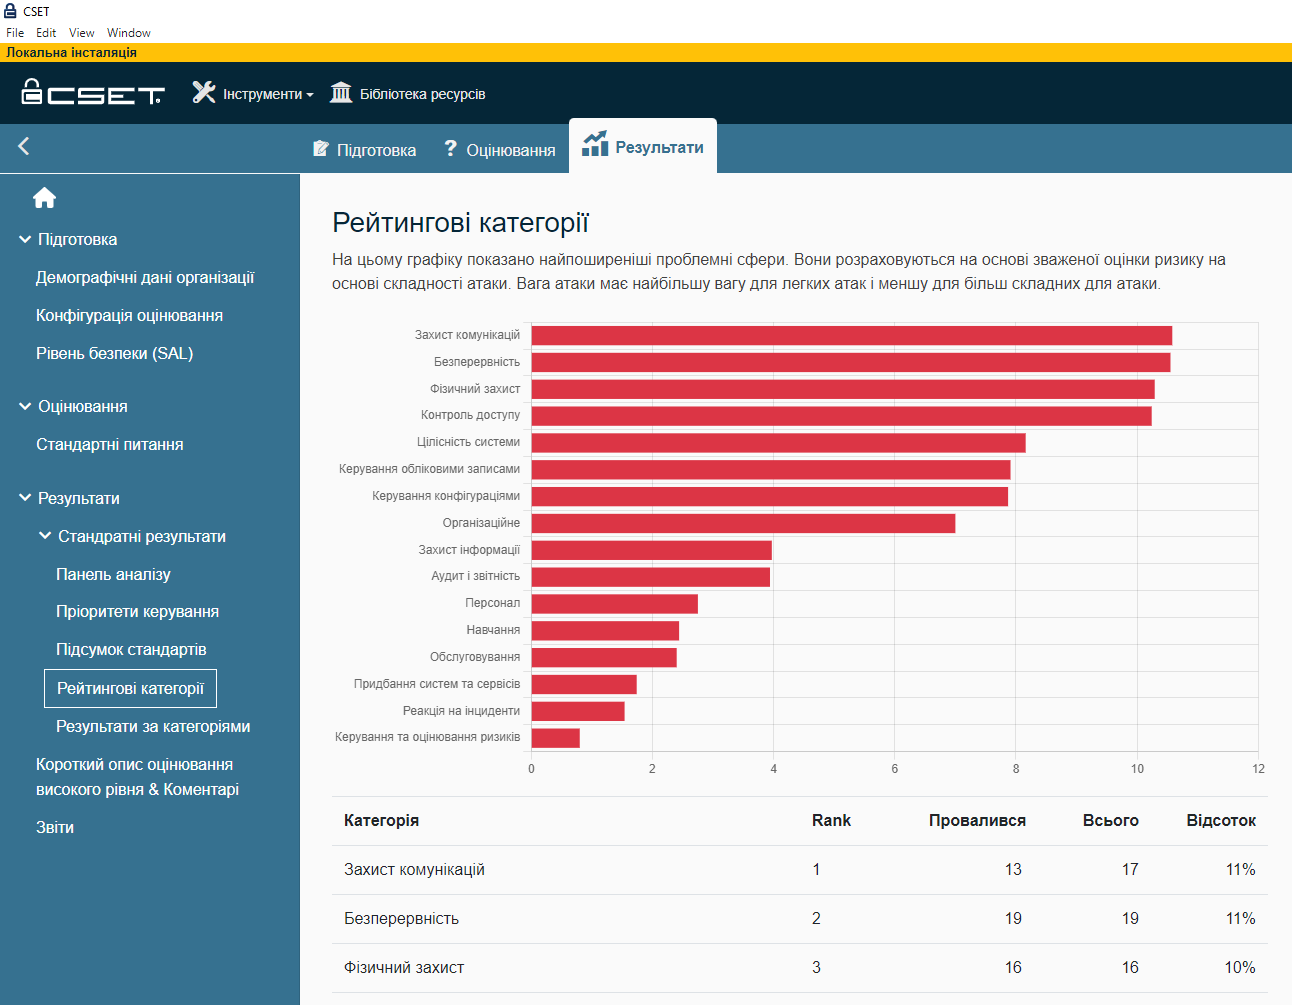 CSET
File Edit View Window
Локальна інсталяція
CSET
Інструменти
Бібліотека ресурсів
Підготовка
Оцінювання
Результати
Підготовка
Демографічні дані організації
Конфігурація оцінювання
Рівень безпеки (SAL)
Оцінювання
Стандартні питання
Результати
Стандратні результати
Панель аналізу
Пріоритети керування
Підсумок стандартів
Рейтингові категорії
Результати за категоріями
Короткий опис оцінювання
високого рівня & Коментарі
Звіти
Рейтингові категорії
На цьому графіку показано найпоширеніші проблемні сфери. Вони розраховуються на основі зваженої оцінки ризику на
основі складності атаки. Вага атаки має найбільшу вагу для легких атак і меншу для більш складних для атаки.
Захист комунікацій
Безперервність
Фізичний захист
Контроль доступу
Цілісність системи
Керування обліковими записами
Керування конфігураціями
Організаційне
Захист інформації
Аудит і звітність
Персонал
Навчання
Обслуговування
Придбання систем та сервісів
Реакція на інциденти
Керування та оцінювання ризиків
0 2 4 6 8 10 12
Категорія Rank Провалився Всього Відсоток
Захист комунікацій 1 13 17 11%
Безперервність 2 19 19 11%
Фізичний захист 3 16 16 10%